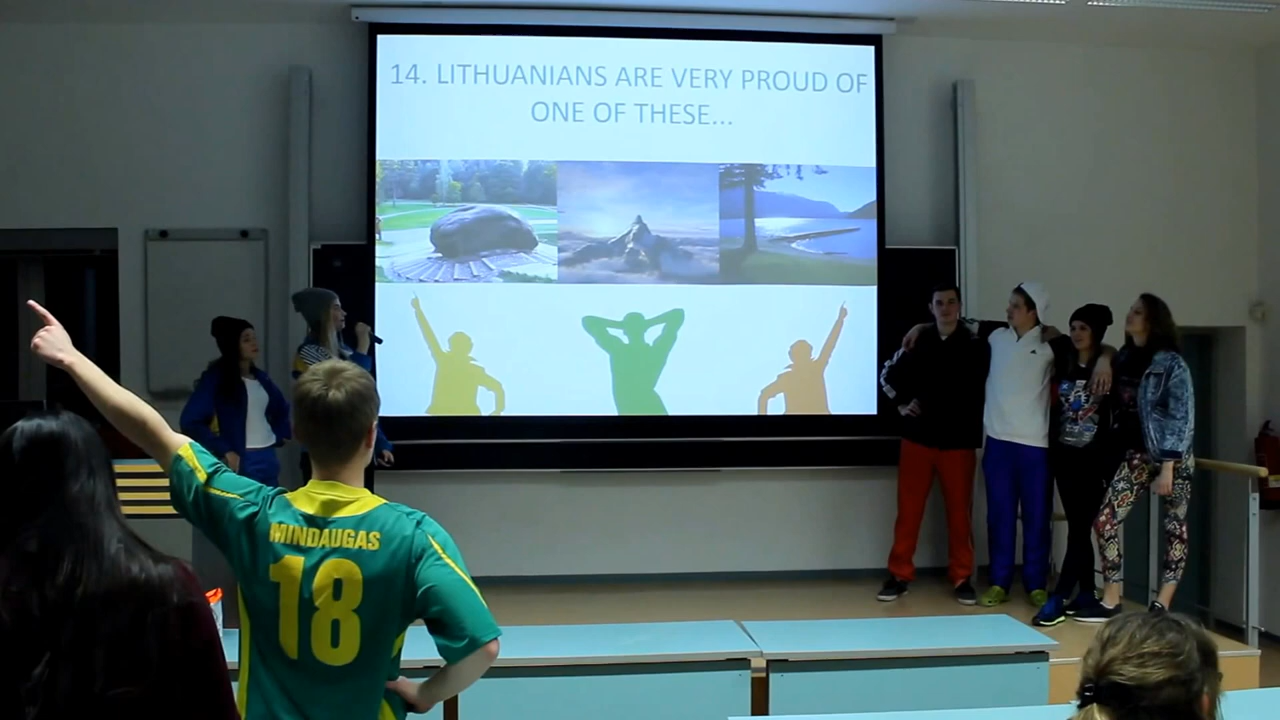 14. LITHUANIANS ARE VERY PROUD OF
ONE OF THESE...
MINDAUGAS
18